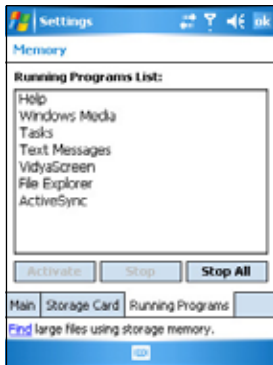 Settings
ok
Memory
Running Programs List:
Help
Windows Media
Tasks
Text Messages
VidyaScreen
File Explorer
ActiveSync
Activate Stop Stop All
Main Storage Card Running Programs
Find large files using storage memory.